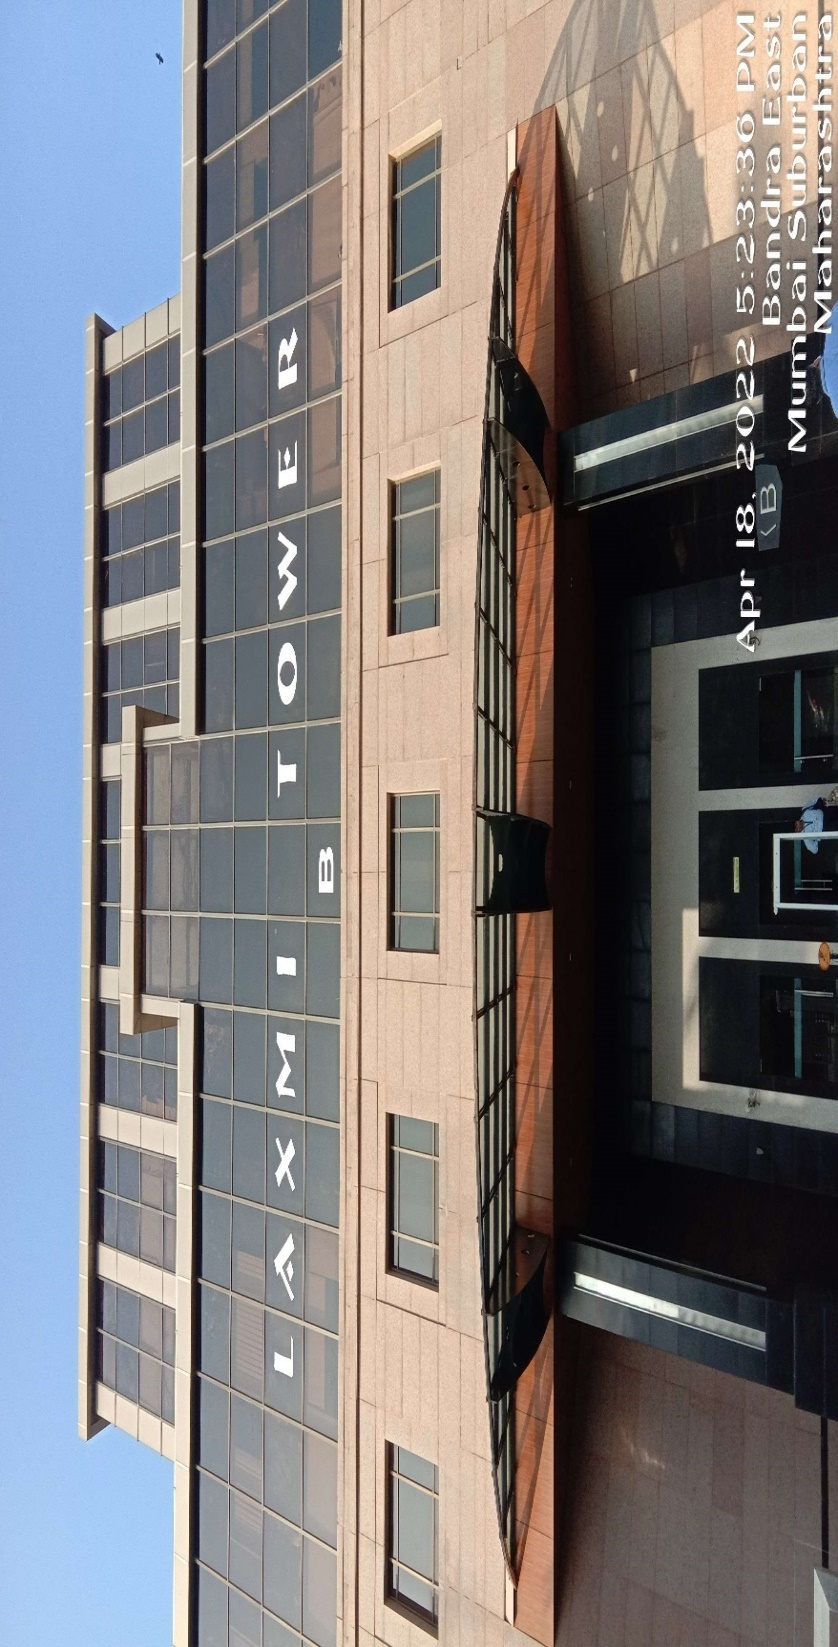 LAXMI TOWER
B
‹B
Apr 18, 2022 5:23:36 PM
Bandra East
Mumbai Suburban
Maharashtra